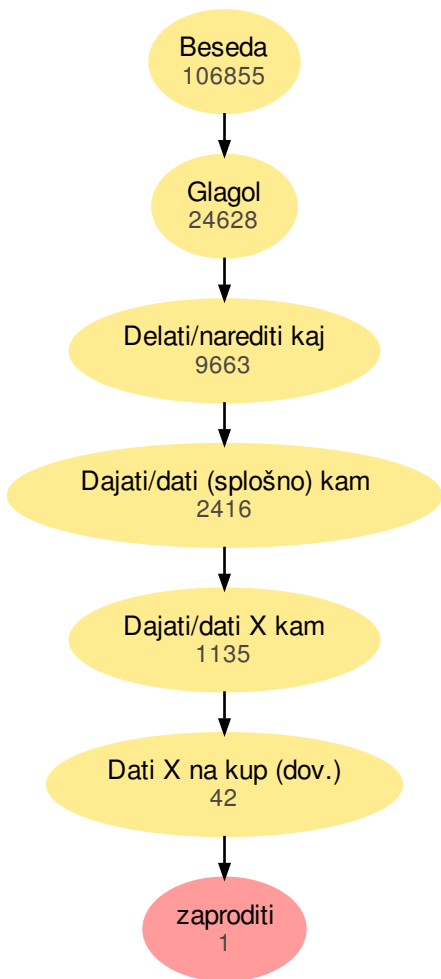 Beseda
106855
Glagol
24628
Delati/narediti kaj
9663
Dajati/dati (splošno) kam
2416
Dajati/dati X kam
1135
Dati X na kup (dov.)
42
zaproditi
1